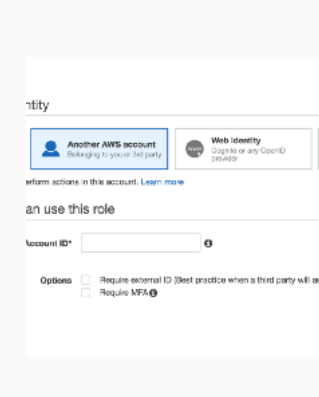 ntity
Another AWS account
Belonging to you or 3rd party
Web Identity
Cognito or any OpenID
provider
erform actions in this account. Learn more
an use this role
Account ID*
Options
Require external ID (Best practice when a third party will as
Require MFA